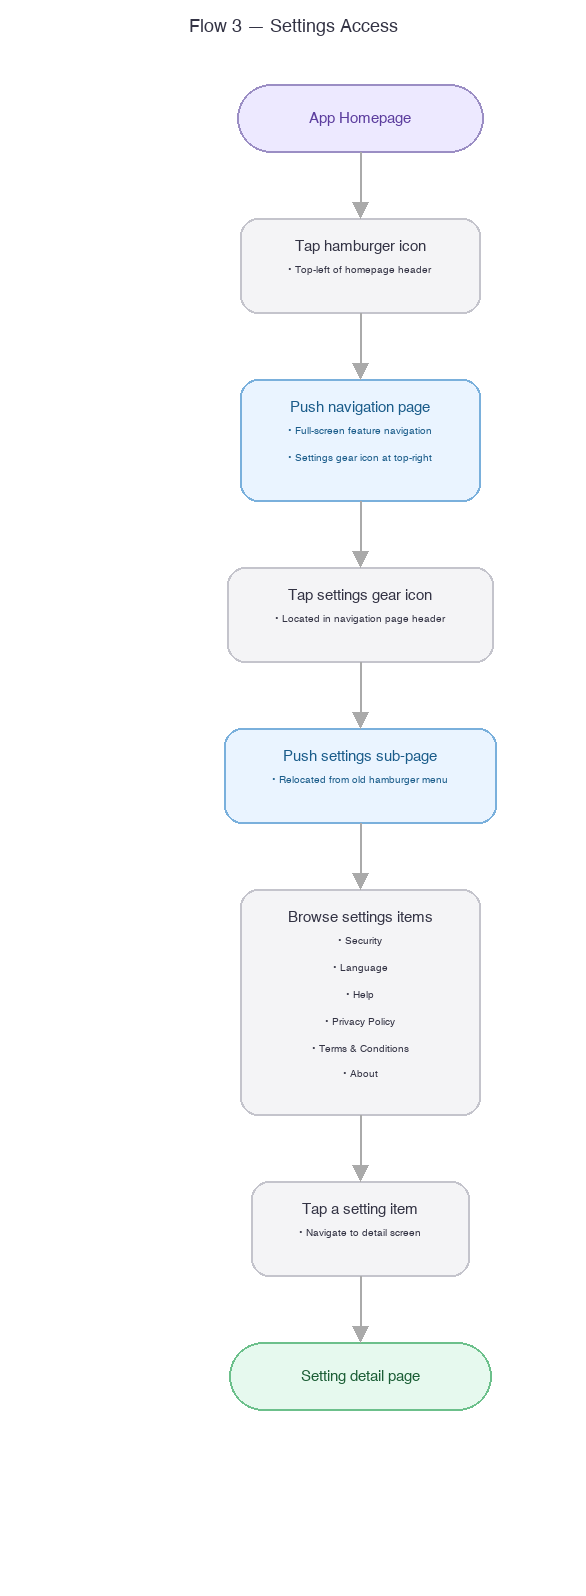 Flow 3 — Settings Access
App Homepage
Tap hamburger icon
• Top-left of homepage header
Push navigation page
• Full-screen feature navigation
• Settings gear icon at top-right
Tap settings gear icon
• Located in navigation page header
Push settings sub-page
• Relocated from old hamburger menu
Browse settings items
• Security
• Language
• Help
• Privacy Policy
• Terms & Conditions
• About
Tap a setting item
• Navigate to detail screen
Setting detail page